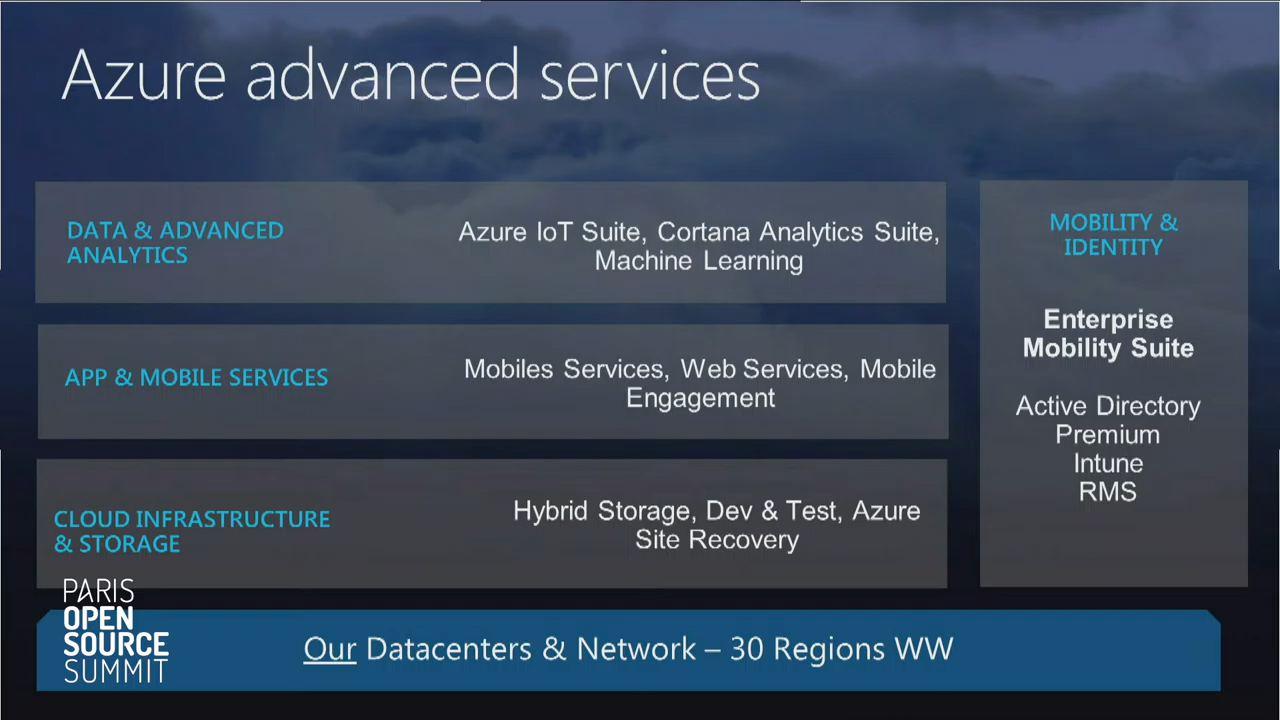 Azure advanced services
DATA & ADVANCED
ANALYTICS
Azure IoT Suite, Cortana Analytics Suite,
Machine Learning
APP & MOBILE SERVICES
Mobiles Services, Web Services, Mobile
Engagement
CLOUD INFRASTRUCTURE
& STORAGE
Hybrid Storage, Dev & Test, Azure
Site Recovery
MOBILITY &
IDENTITY
Enterprise
Mobility Suite
Active Directory
Premium
Intune
RMS
PARIS
OPEN
SOURCE
SUMMIT
Our Datacenters & Network – 30 Regions WW